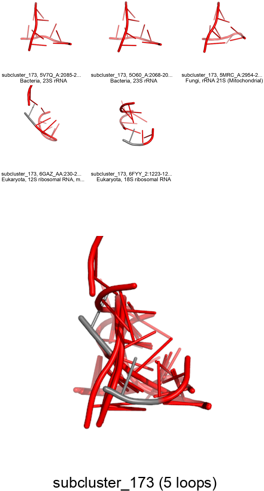 subcluster_173, 5V7Q_A:2085-2...
Bacteria, 23S rRNA
subcluster_173, 5O60_A:2068-20...
Bacteria, 23S rRNA
subcluster_173, 5MRC_A:2954-2...
Fungi, rRNA 21S (Mitochondrial)
subcluster_173, 6GAZ_AA:230-2...
Eukaryota, 12S ribosomal RNA, m...
subcluster_173, 6FYY_2:1223-12...
Eukaryota, 18S ribosomal RNA
subcluster_173 (5 loops)